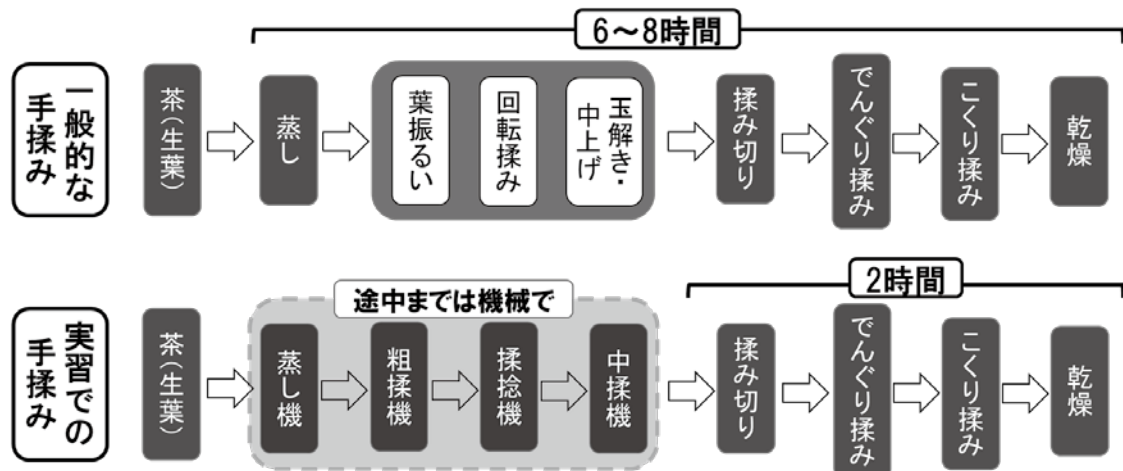 6～8時間
一般的な
手揉み
茶（生葉）
蒸し
葉振るい
回転揉み
玉解き・
中上げ
揉み切り
でんぐり揉み
こくり揉み
乾燥
途中までは機械で
2時間
実習での
手揉み
茶（生葉）
蒸し機
粗揉機
揉捻機
中揉機
揉み切り
でんぐり揉み
こくり揉み
乾燥